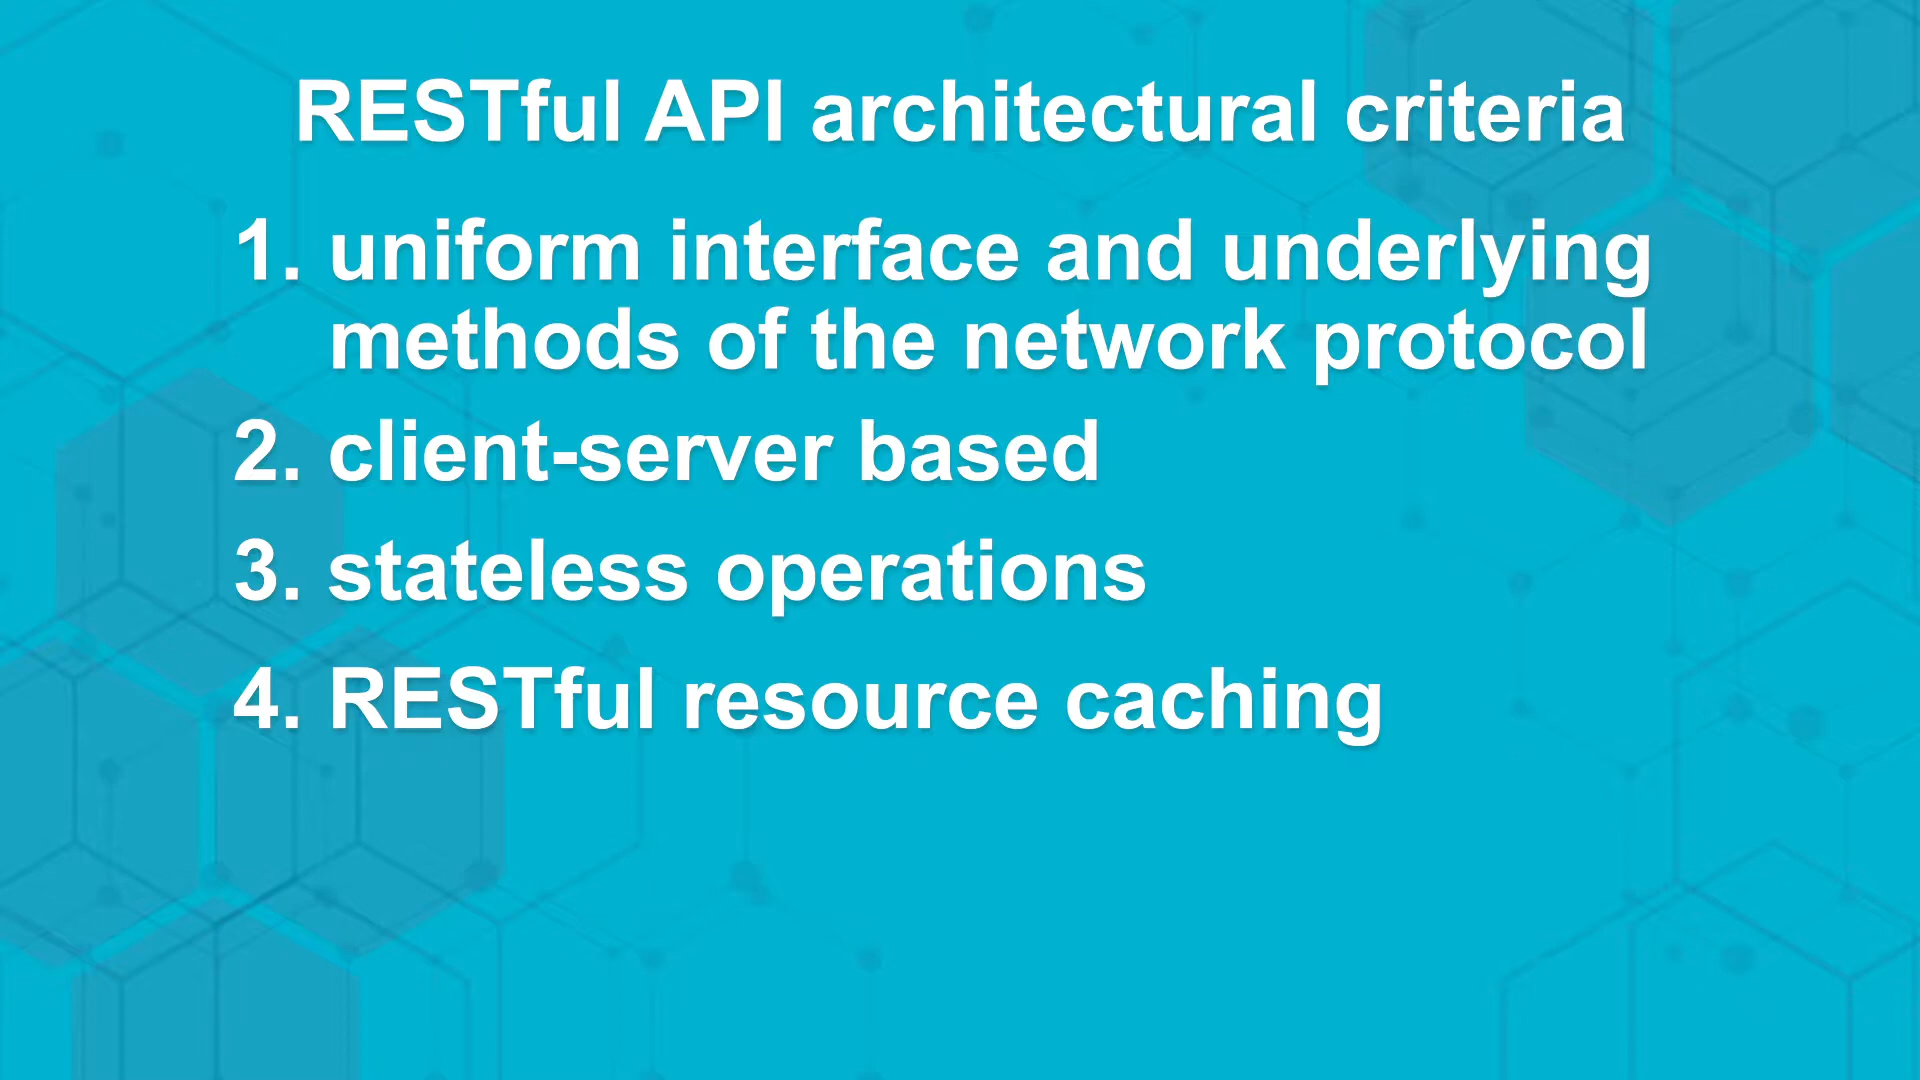 RESTful API architectural criteria
1. uniform interface and underlying
methods of the network protocol
2. client-server based
3. stateless operations
4. RESTful resource caching